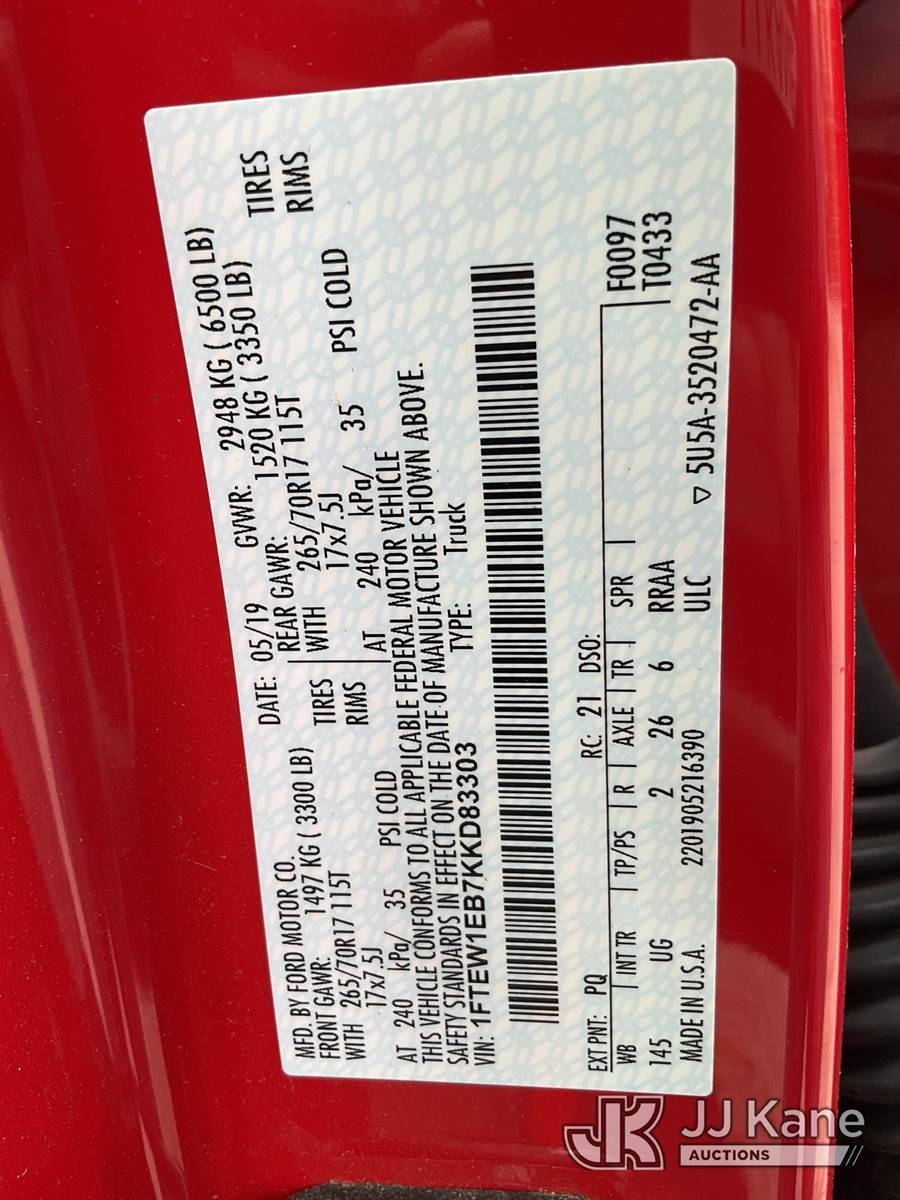 MFD. BY FORD MOTOR CO.
DATE: 05/19
GVWR: 2948 KG ( 6500 LB)
FRONT GAWR: 1497 KG ( 3300 LB)
REAR GAWR: 1520 KG ( 3350 LB)
WITH 265/70R17 115T TIRES
WITH 265/70R17 115T TIRES
17x7.5J RIMS
17x7.5J RIMS
AT 240 kPa/ 35 PSI COLD
AT 240 kPa/ 35 PSI COLD
THIS VEHICLE CONFORMS TO ALL APPLICABLE FEDERAL MOTOR VEHICLE
SAFETY STANDARDS IN EFFECT ON THE DATE OF MANUFACTURE SHOWN ABOVE.
VIN: 1FTEW1EB7KKD83303
TYPE: Truck
EXT PNT: PQ RC: 21 DSO: F0097
WB | INT TR | TP/PS | R | AXLE | TR | SPR | T0433
145 UG 2 26 6 RRAA
MADE IN U.S.A. 2201905216390 ULC
▽ 5U5A-3520472-AA
JK JJ Kane
AUCTIONS